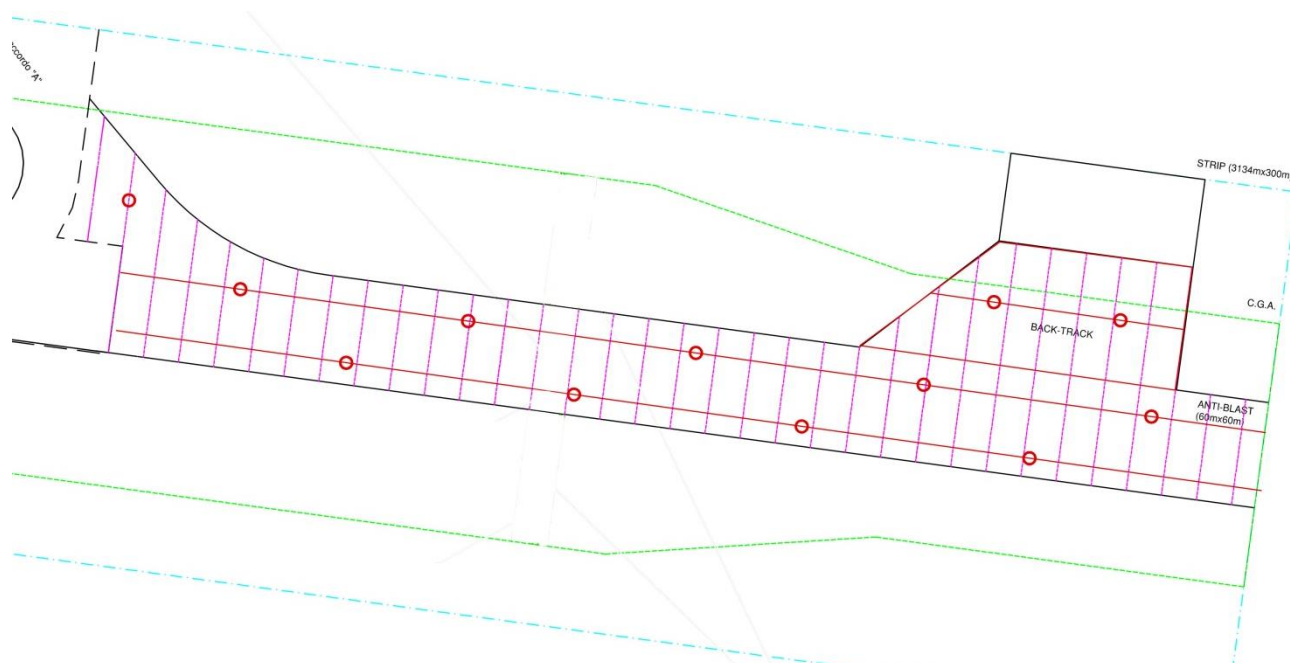 ccordo "A"
STRIP (3134mx300m
C.G.A.
BACK-TRACK
ANTI-BLAST
(60mx60m)